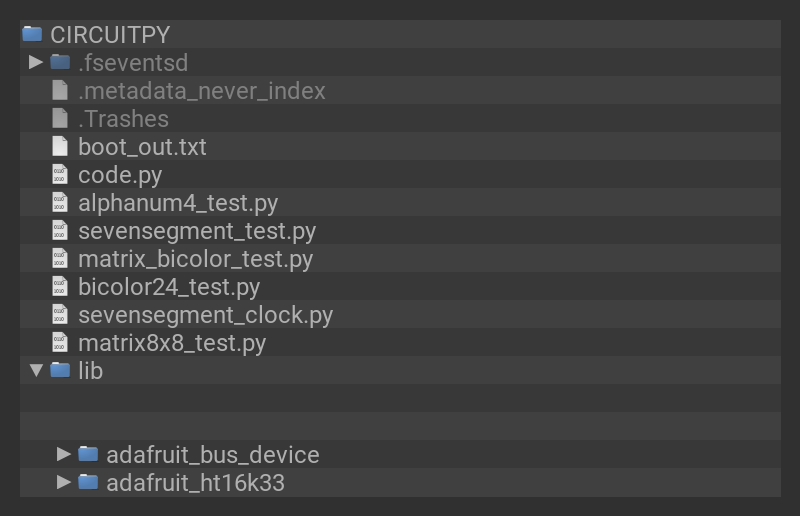 CIRCUITPY
.fseventsd
.metadata_never_index
.Trashes
boot_out.txt
code.py
alphanum4_test.py
sevensegment_test.py
matrix_bicolor_test.py
bicolor24_test.py
sevensegment_clock.py
matrix8x8_test.py
lib
adafruit_bus_device
adafruit_ht16k33